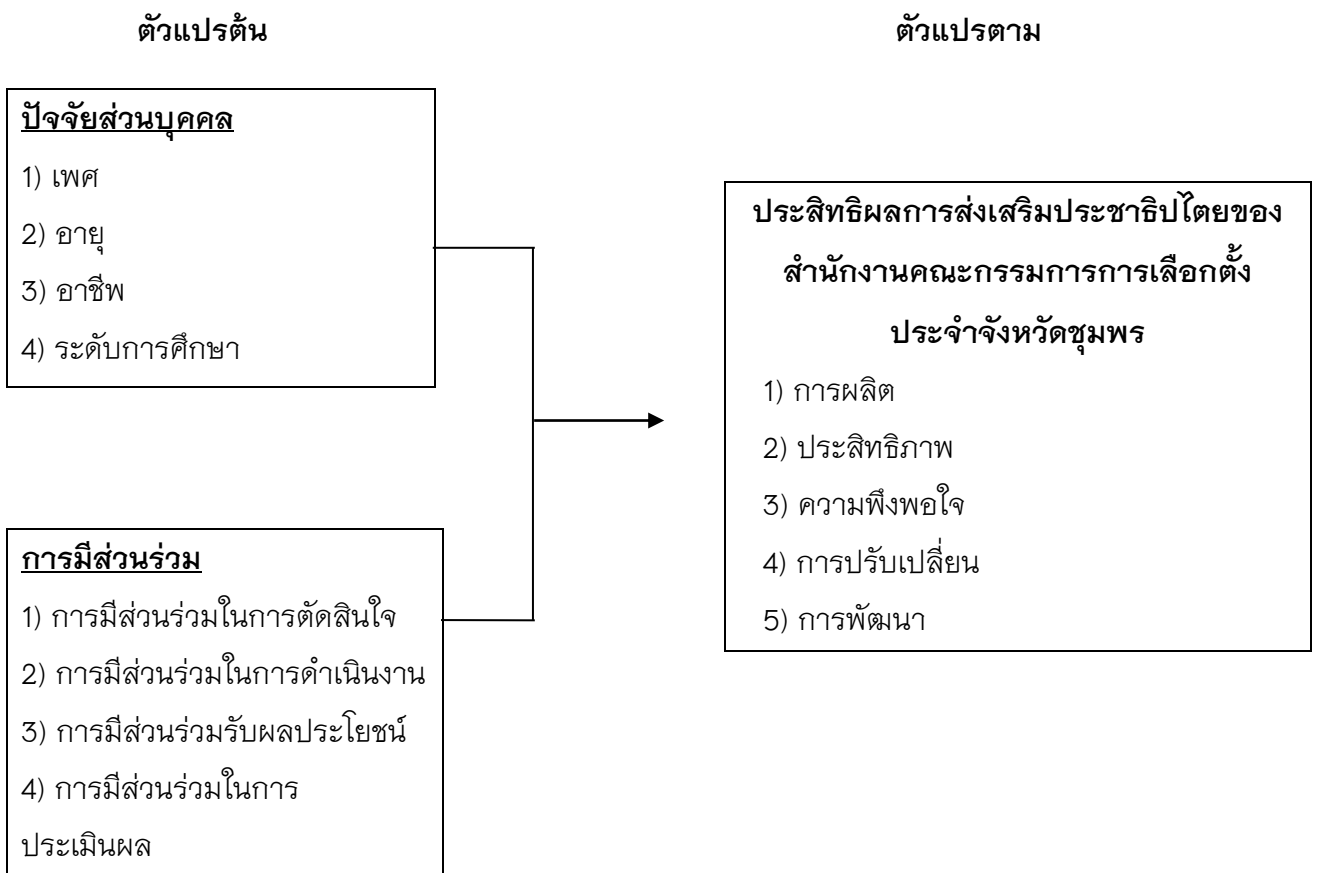 ตัวแปรต้น
ตัวแปรตาม
ปัจจัยส่วนบุคคล
1) เพศ
2) อายุ
3) อาชีพ
4) ระดับการศึกษา
การมีส่วนร่วม
1) การมีส่วนร่วมในการตัดสินใจ
2) การมีส่วนร่วมในการดำเนินงาน
3) การมีส่วนร่วมรับผลประโยชน์
4) การมีส่วนร่วมในการ
ประเมินผล
ประสิทธิผลการส่งเสริมประชาธิปไตยของ
สำนักงานคณะกรรมการการเลือกตั้ง
ประจำจังหวัดชุมพร
1) การผลิต
2) ประสิทธิภาพ
3) ความพึงพอใจ
4) การปรับเปลี่ยน
5) การพัฒนา